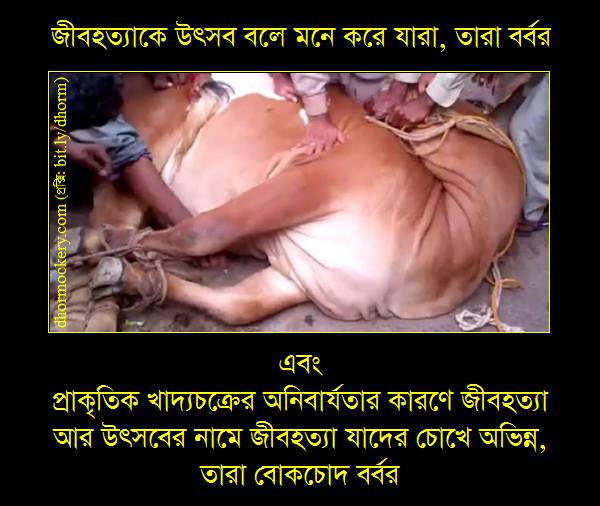 জীবহত্যাকে উৎসব বলে মনে করে যারা, তারা বর্বর
dhormockery.com (প্রক্সি: bit.ly/dhorm)
এবং
প্রাকৃতিক খাদ্যচক্রের অনিবার্যতার কারণে জীবহত্যা
আর উৎসবের নামে জীবহত্যা যাদের চোখে অভিন্ন,
তারা বোকচোদ বর্বর